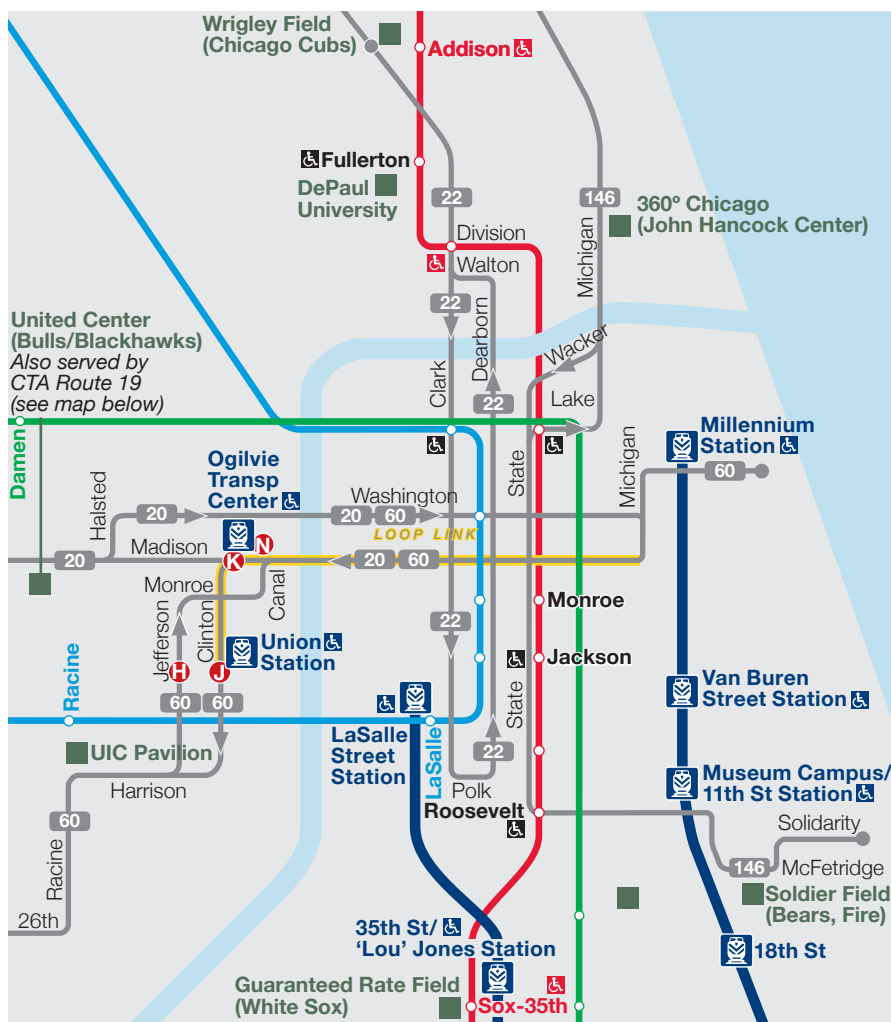 Wrigley Field
(Chicago Cubs)
Addison
Fullerton
DePaul
University
22
146
360º Chicago
(John Hancock Center)
Michigan
Division
Walton
22
Dearborn
Clark
22
Wacker
Lake
United Center
(Bulls/Blackhawks)
Also served by
CTA Route 19
(see map below)
Damen
Millennium
Station
60
Ogilvie
Transp
Center
State
Michigan
Halsted
20
Washington
20 60
LOOP LINK
N
K
20
Madison
20 60
Monroe
Canal
Jefferson
Clinton
Monroe
22
Union
Station
H
J
Jackson
Racine
60
60
State
Van Buren
Street Station
UIC Pavilion
LaSalle
Street
Station
LaSalle
22
Harrison
Polk
Museum Campus/
11th St Station
Roosevelt
60
Racine
Solidarity
146
McFetridge
Soldier Field
(Bears, Fire)
26th
35th St/
‘Lou’ Jones Station
18th St
Guaranteed Rate Field
(White Sox)
Sox-35th